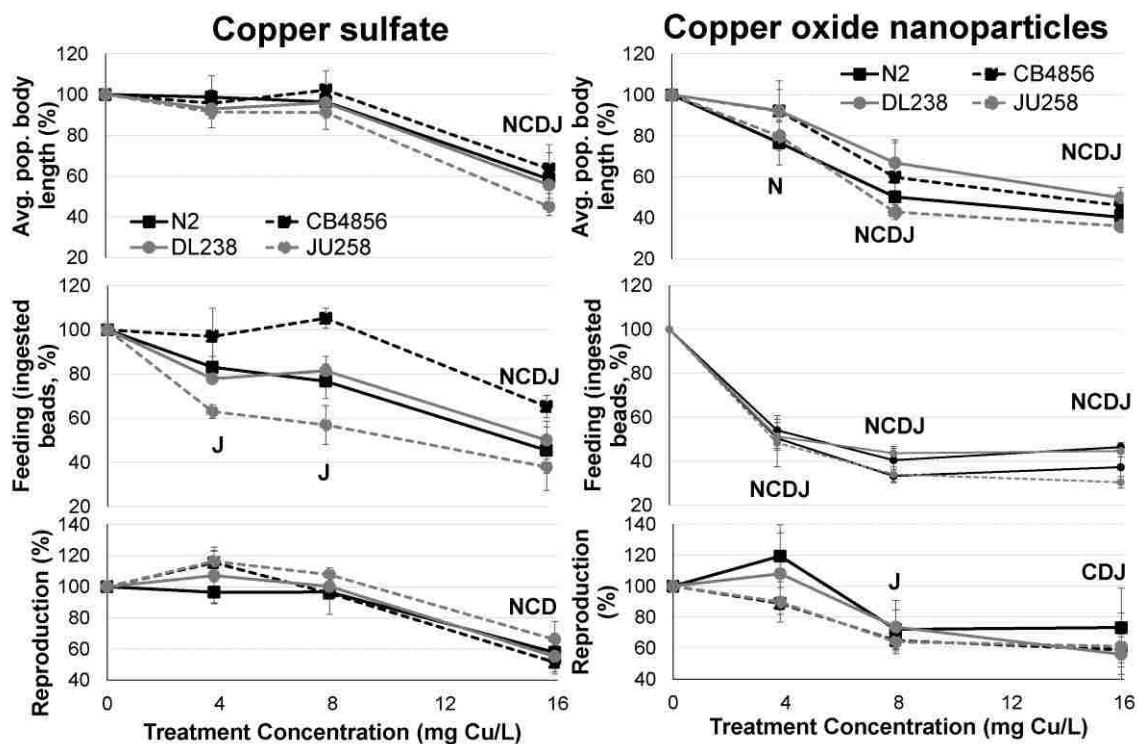 Copper sulfate
Avg. pop. body
length (%)
120
100
80
60
40
20
NCDJ
N2
CB4856
DL238
JU258
Feeding (ingested
beads, %)
120
100
80
60
40
20
J
J
NCDJ
Reproduction (%)
140
120
100
80
60
40
NCD
0
4
8
12
16
Treatment Concentration (mg Cu/L)
Copper oxide nanoparticles
Avg. pop. body
length (%)
120
100
80
60
40
20
N2
CB4856
DL238
JU258
N
NCDJ
NCDJ
Feeding (ingested
beads, %)
120
100
80
60
40
20
NCDJ
NCDJ
NCDJ
Reproduction
(%)
140
120
100
80
60
40
J
CDJ
0
4
8
12
16
Treatment Concentration (mg Cu/L)